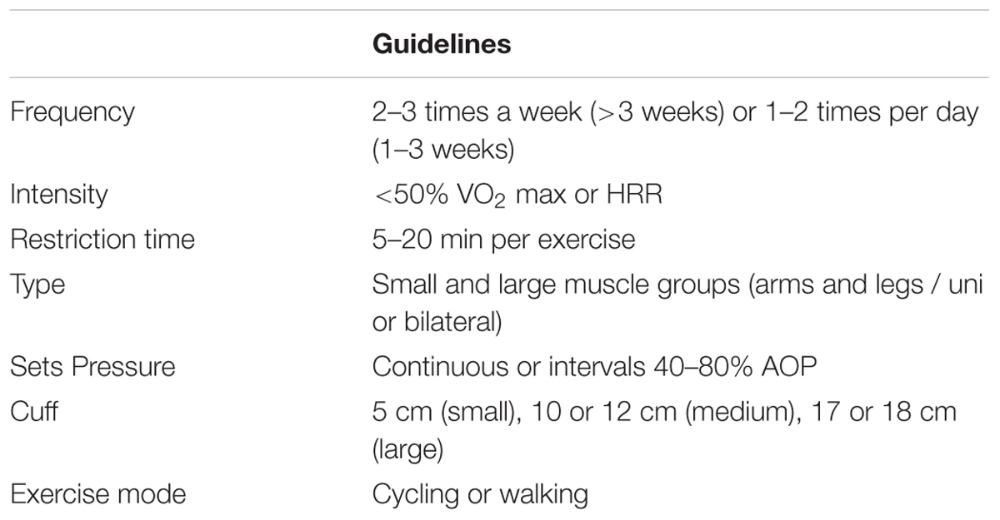 Guidelines
Frequency 2–3 times a week (>3 weeks) or 1–2 times per day
(1–3 weeks)
Intensity <50% VO₂ max or HRR
Restriction time 5–20 min per exercise
Type Small and large muscle groups (arms and legs / uni
or bilateral)
Sets Pressure Continuous or intervals 40–80% AOP
Cuff 5 cm (small), 10 or 12 cm (medium), 17 or 18 cm
(large)
Exercise mode Cycling or walking